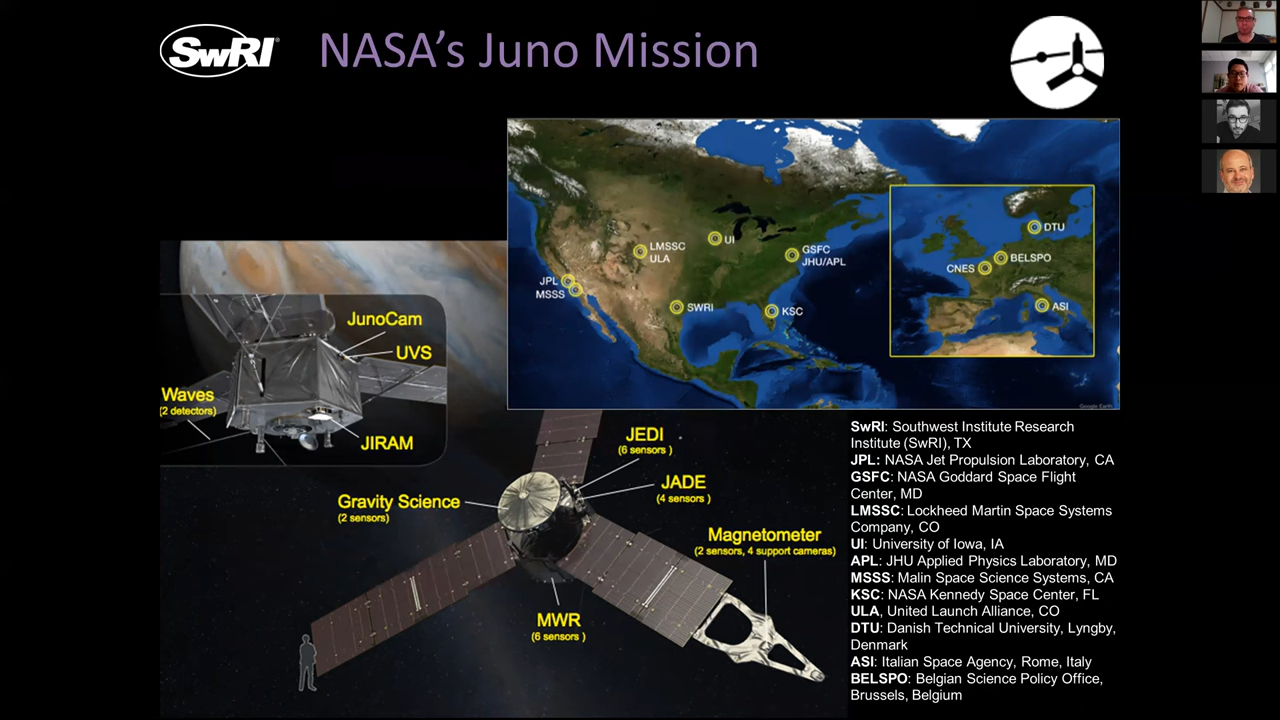 SwRI
NASA's Juno Mission
LMSSC
ULA
UI
GSFC
JHU/APL
JPL
MSSS
SWRI
KSC
DTU
BELSPO
CNES
ASI
Google Earth
JunoCam
UVS
Waves
(2 detectors)
JIRAM
JEDI
(6 sensors )
JADE
(4 sensors )
Gravity Science
(2 sensors)
Magnetometer
(2 sensors, 4 support cameras)
MWR
(6 sensors )
SwRI: Southwest Institute Research
Institute (SwRI), TX
JPL: NASA Jet Propulsion Laboratory, CA
GSFC: NASA Goddard Space Flight
Center, MD
LMSSC: Lockheed Martin Space Systems
Company, CO
UI: University of Iowa, IA
APL: JHU Applied Physics Laboratory, MD
MSSS: Malin Space Science Systems, CA
KSC: NASA Kennedy Space Center, FL
ULA, United Launch Alliance, CO
DTU: Danish Technical University, Lyngby,
Denmark
ASI: Italian Space Agency, Rome, Italy
BELSPO: Belgian Science Policy Office,
Brussels, Belgium